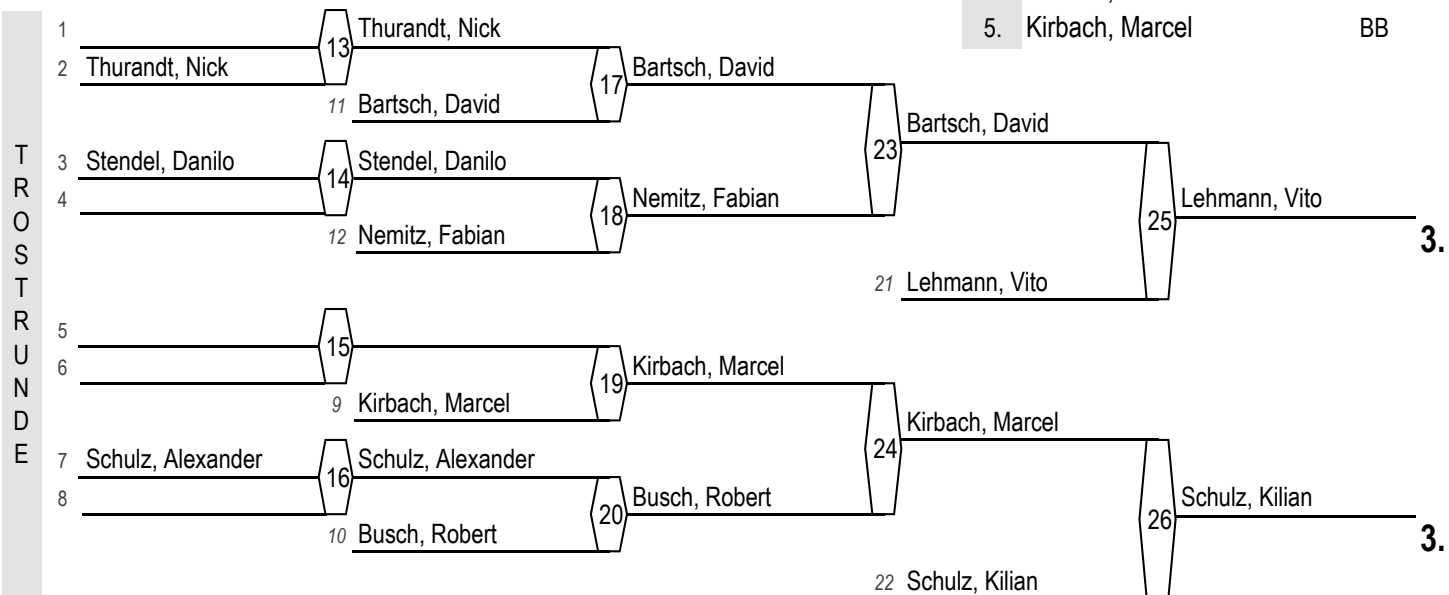 5. Kirbach, Marcel BB
TROSTRUNDE
1
13 Thurandt, Nick
2 Thurandt, Nick
17 Bartsch, David
11 Bartsch, David
23 Bartsch, David
3 Stendel, Danilo
14 Stendel, Danilo
4
18 Nemitz, Fabian
12 Nemitz, Fabian
25 Lehmann, Vito
3.
21 Lehmann, Vito
5
15
6
19 Kirbach, Marcel
9 Kirbach, Marcel
24 Kirbach, Marcel
7 Schulz, Alexander
16 Schulz, Alexander
8
20 Busch, Robert
10 Busch, Robert
26 Schulz, Kilian
3.
22 Schulz, Kilian